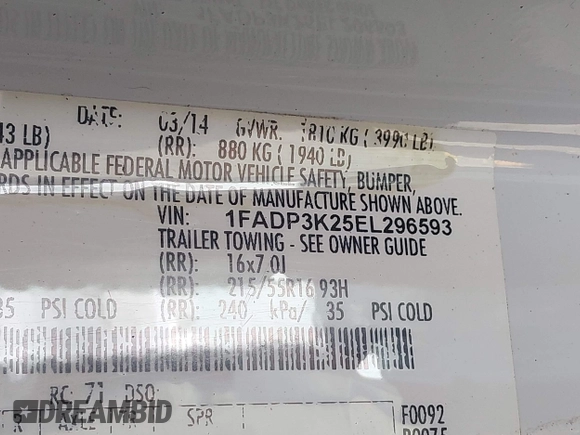 DATE: 03/14 GVWR: 1810 KG ( 3990 LB)
43 LB) (RR): 880 KG ( 1940 LB)
APPLICABLE FEDERAL MOTOR VEHICLE SAFETY, BUMPER,
RDS IN EFFECT ON THE DATE OF MANUFACTURE SHOWN ABOVE.
VIN: 1FADP3K25EL296593
TRAILER TOWING - SEE OWNER GUIDE
(RR): 16x7.0J
(RR): 215/55R16 93H
35 PSI COLD (RR): 240 kPa/ 35 PSI COLD
RC: 71 DSO:
R AXLE SPR F0092
DREAMBID